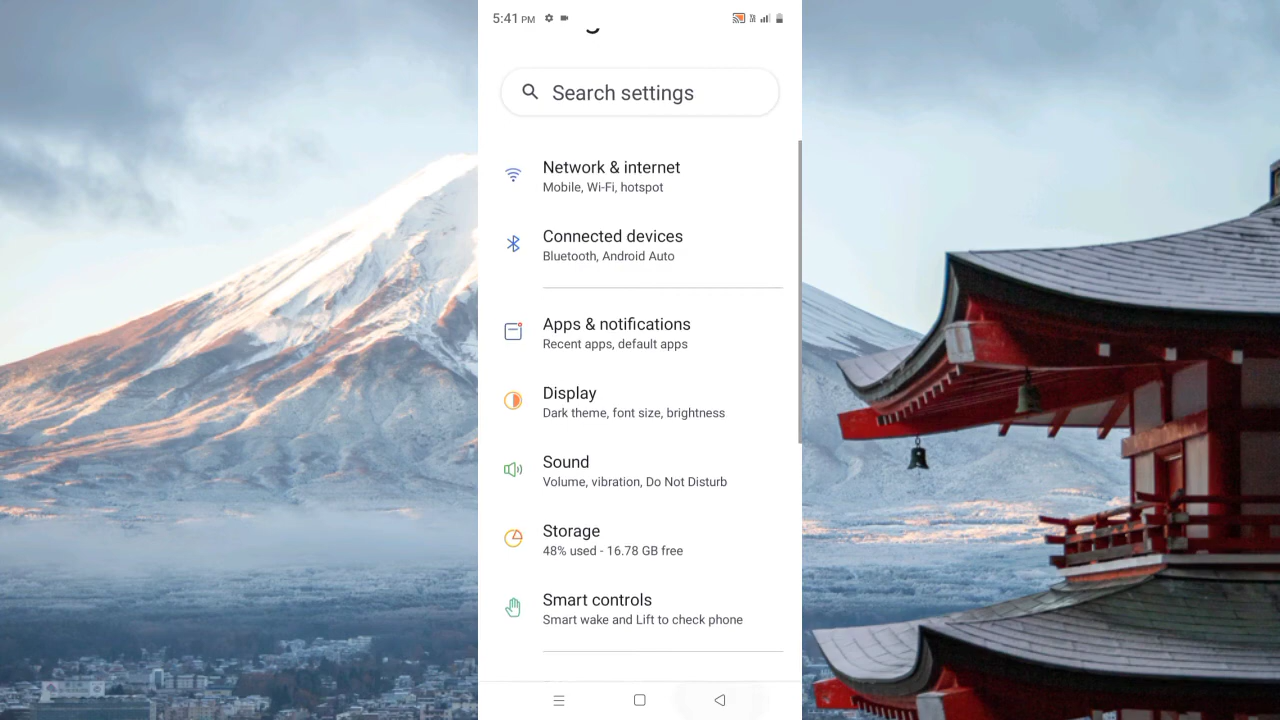 5:41 PM
Search settings
Network & internet
Mobile, Wi-Fi, hotspot
Connected devices
Bluetooth, Android Auto
Apps & notifications
Recent apps, default apps
Display
Dark theme, font size, brightness
Sound
Volume, vibration, Do Not Disturb
Storage
48% used - 16.78 GB free
Smart controls
Smart wake and Lift to check phone